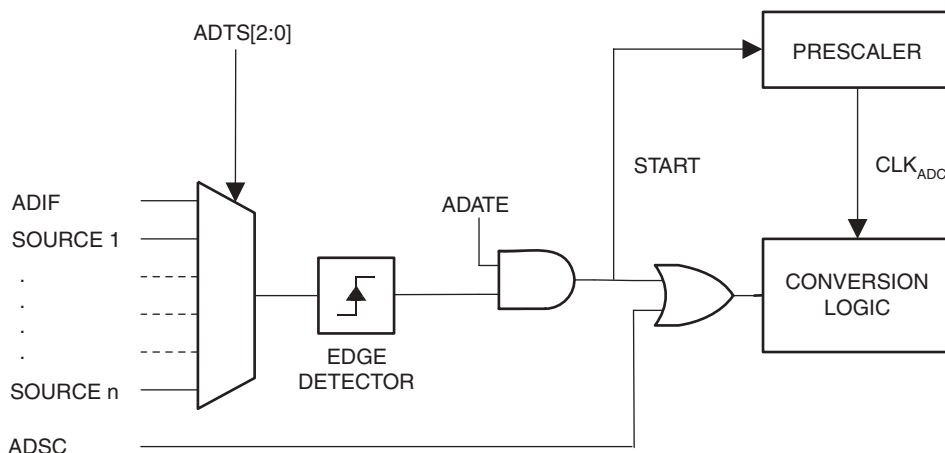 ADTS[2:0]
PRESCALER
START
CLKADC
ADIF
ADATE
SOURCE 1
.
.
.
.
CONVERSION
LOGIC
EDGE
DETECTOR
SOURCE n
ADSC